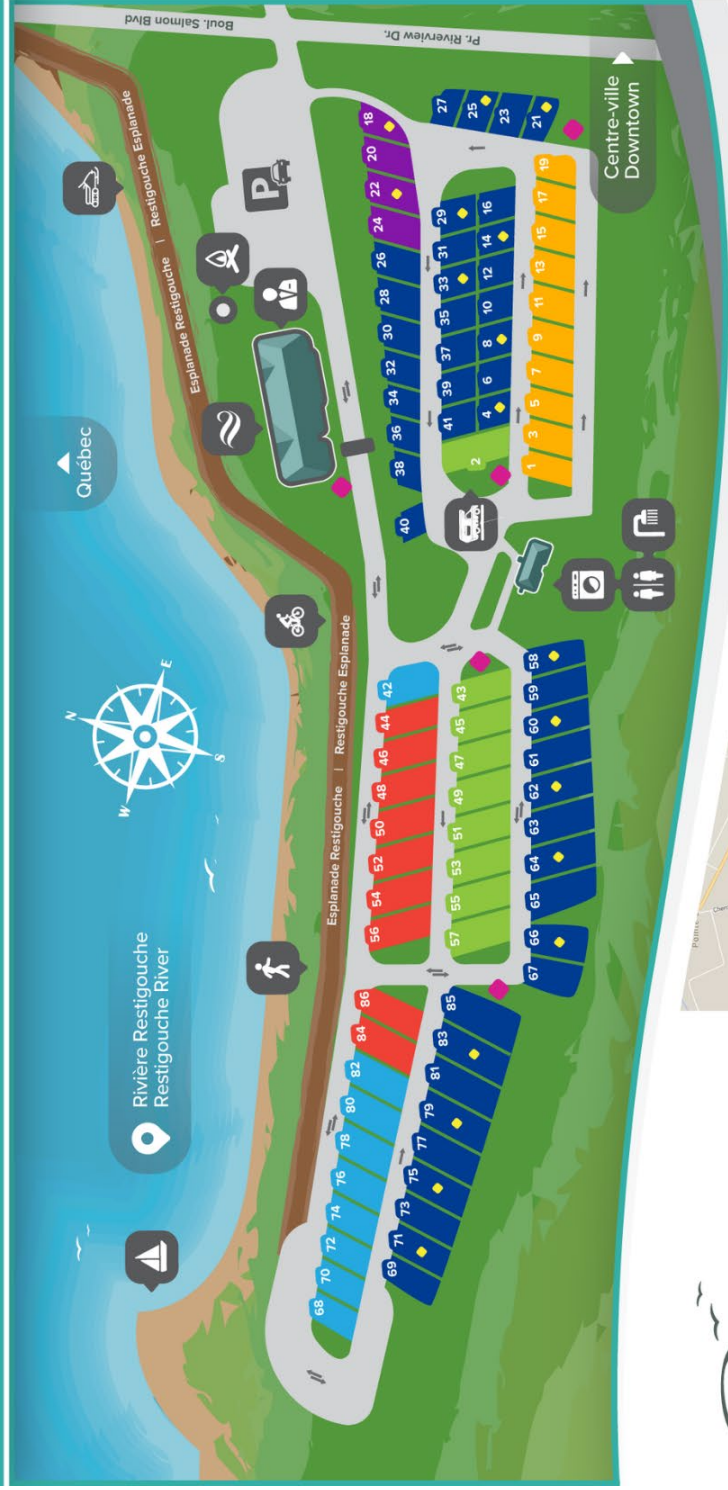 Rivière Restigouche
Restigouche River
Québec
Boul. Salmon Blvd
Pr. Riverview Dr.
Centre-ville
Downtown
Esplanade Restigouche | Restigouche Esplanade
Esplanade Restigouche | Restigouche Esplanade
N
E
S
W
P
68 70 72 74 76 78 80 82 84 86
69 71 73 75 77 79 81 83 85
56 54 52 50 48 46 44 42
57 55 53 51 49 47 45 43
67 66 65 64 63 62 61 60 59 58
40 38 36 34 32 30 28 26 24 22 20 18
41 39 37 35 33 31 29
2 4 6 8 10 12 14 16
1 3 5 7 9 11 13 15 17 19
27 25 23 21